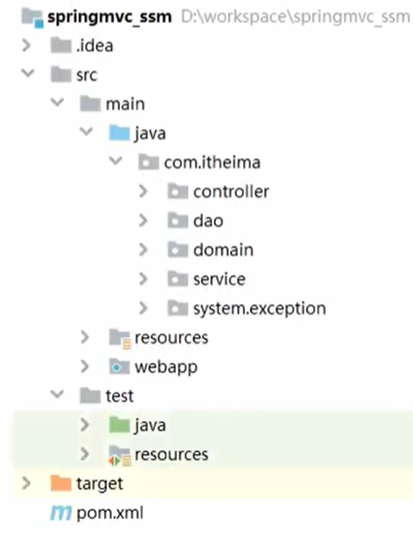 springmvc_ssm D:\workspace\springmvc_ssm
.idea
src
main
java
com.itheima
controller
dao
domain
service
system.exception
resources
webapp
test
java
resources
target
pom.xml